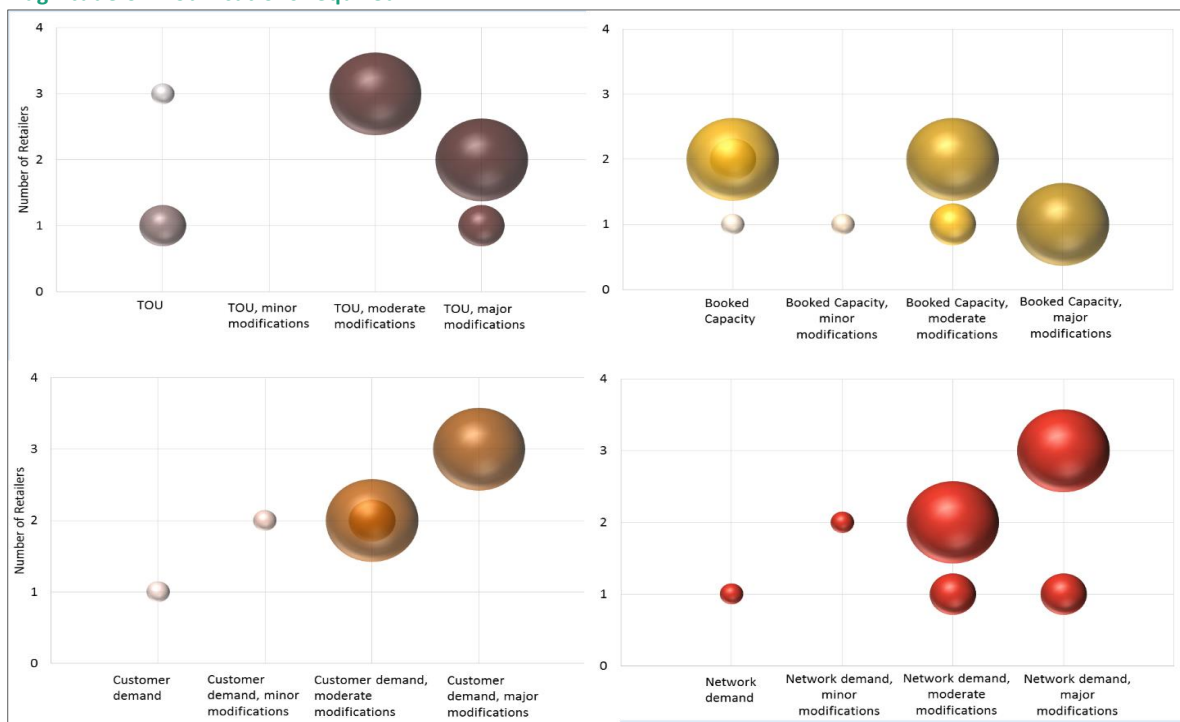 Number of Retailers
4
3
2
1
0
TOU
TOU, minor
modifications
TOU, moderate
modifications
TOU, major
modifications
4
3
2
1
0
Booked
Capacity
Booked Capacity,
minor
modifications
Booked Capacity,
moderate
modifications
Booked Capacity,
major
modifications
Number of Retailers
4
3
2
1
0
Customer
demand
Customer
demand, minor
modifications
Customer demand,
moderate
modifications
Customer
demand, major
modifications
4
3
2
1
0
Network
demand
Network demand,
minor
modifications
Network demand,
moderate
modifications
Network demand,
major
modifications